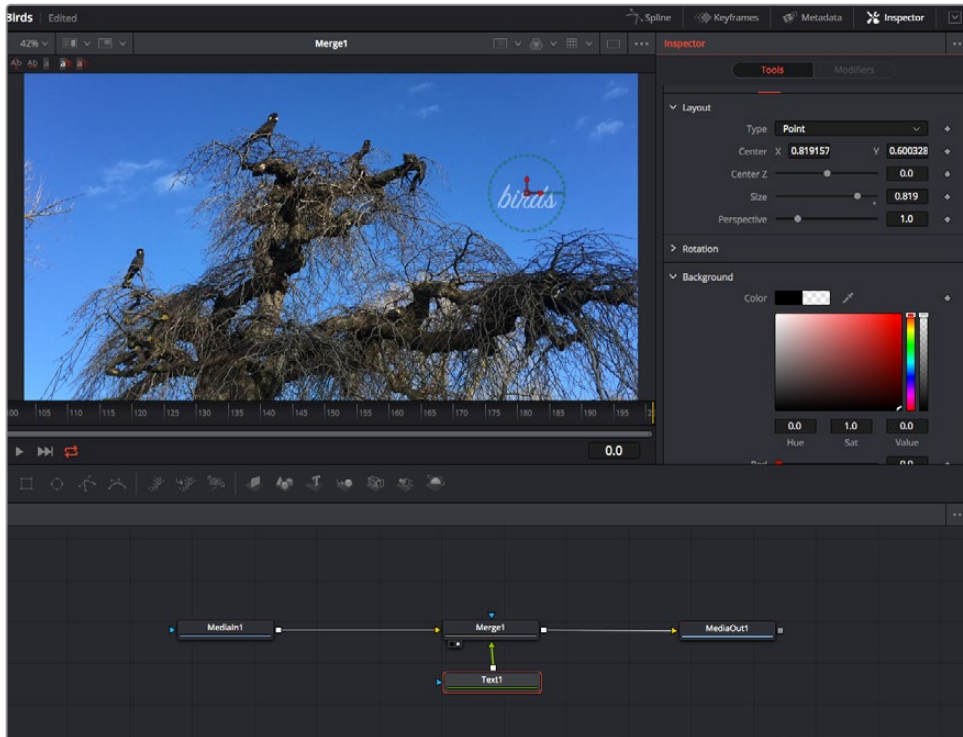 Birds Edited Spline Keyframes Metadata Inspector
42% Merge1 Inspector
Tools Modifiers
Layout
Type Point
Center X 0.819157 Y 0.600328
Center Z 0.0
Size 0.819
Perspective 1.0
birds
Rotation
Background
Color
0.0 1.0 0.0
Hue Sat Value
100 105 110 115 120 125 130 135 140 145 150 155 160 165 170 175 180 185 190 195
0.0
MediaIn1 Merge1 MediaOut1
Text1